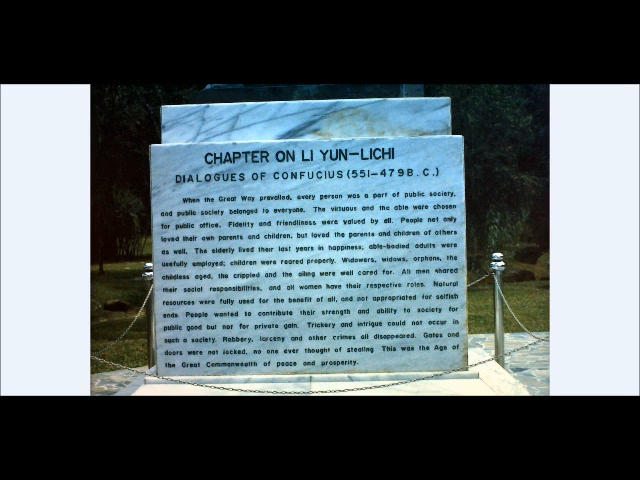 CHAPTER ON LI YUN-LICHI
DIALOGUES OF CONFUCIUS (551-479 B.C.)
When the Great Way prevailed, every person was a part of public society,
and public society belonged to everyone. The virtuous and the able were chosen
for public office. Fidelity and friendliness were valued by all. People not only
loved their own parents and children, but loved the parents and children of others
as well. The elderly lived their last years in happiness; able-bodied adults were
usefully employed; children were reared properly. Widowers, widows, orphans, the
childless aged, the crippled and the ailing were well cared for. All men shared
their social responsibilities, and all women have their respective roles. Natural
resources were fully used for the benefit of all, and not appropriated for selfish
ends. People wanted to contribute their strength and ability to society for
public good but not for private gain. Trickery and intrigue could not occur in
such a society. Robbery, larceny and other crimes all disappeared. Gates and
doors were not locked, no one ever thought of stealing. This was the Age of
the Great Commonwealth of peace and prosperity.